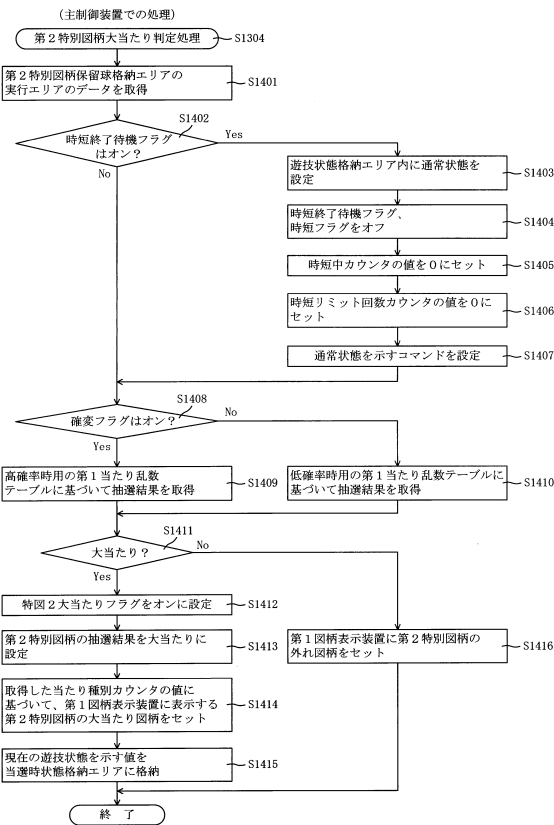 (主制御装置での処理)
第2特別図柄大当たり判定処理
S1304
第2特別図柄保留球格納エリアの
実行エリアのデータを取得
S1401
S1402
時短終了待機フラグ
はオン?
Yes
No
遊技状態格納エリア内に通常状態を
設定
S1403
時短終了待機フラグ、
時短フラグをオフ
S1404
時短中カウンタの値を0にセット
S1405
時短リミット回数カウンタの値を0に
セット
S1406
通常状態を示すコマンドを設定
S1407
S1408
確変フラグはオン?
No
Yes
高確率時用の第1当たり乱数
テーブルに基づいて抽選結果を取得
S1409
低確率時用の第1当たり乱数テーブルに
基づいて抽選結果を取得
S1410
S1411
大当たり?
No
Yes
特図2大当たりフラグをオンに設定
S1412
第2特別図柄の抽選結果を大当たりに
設定
S1413
第1図柄表示装置に第2特別図柄の
外れ図柄をセット
S1416
取得した当たり種別カウンタの値に
基づいて、第1図柄表示装置に表示する
第2特別図柄の大当たり図柄をセット
S1414
現在の遊技状態を示す値を
当選時状態格納エリアに格納
S1415
終了